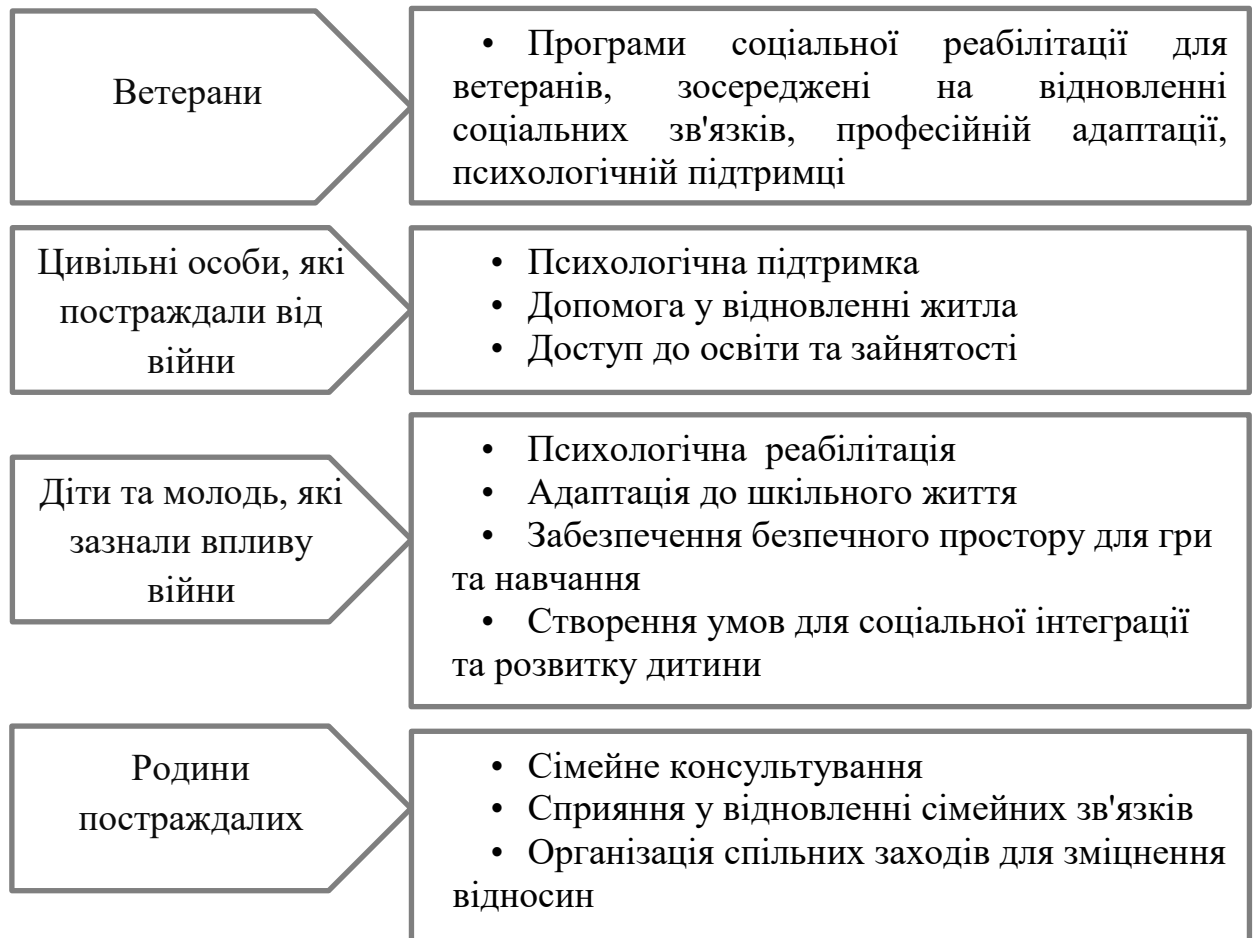 Ветерани
• Програми соціальної реабілітації для
ветеранів, зосереджені на відновленні
соціальних зв'язків, професійній адаптації,
психологічній підтримці
Цивільні особи, які
постраждали від
війни
• Психологічна підтримка
• Допомога у відновленні житла
• Доступ до освіти та зайнятості
Діти та молодь, які
зазнали впливу
війни
• Психологічна реабілітація
• Адаптація до шкільного життя
• Забезпечення безпечного простору для гри
та навчання
• Створення умов для соціальної інтеграції
та розвитку дитини
Родини
постраждалих
• Сімейне консультування
• Сприяння у відновленні сімейних зв'язків
• Організація спільних заходів для зміцнення
відносин